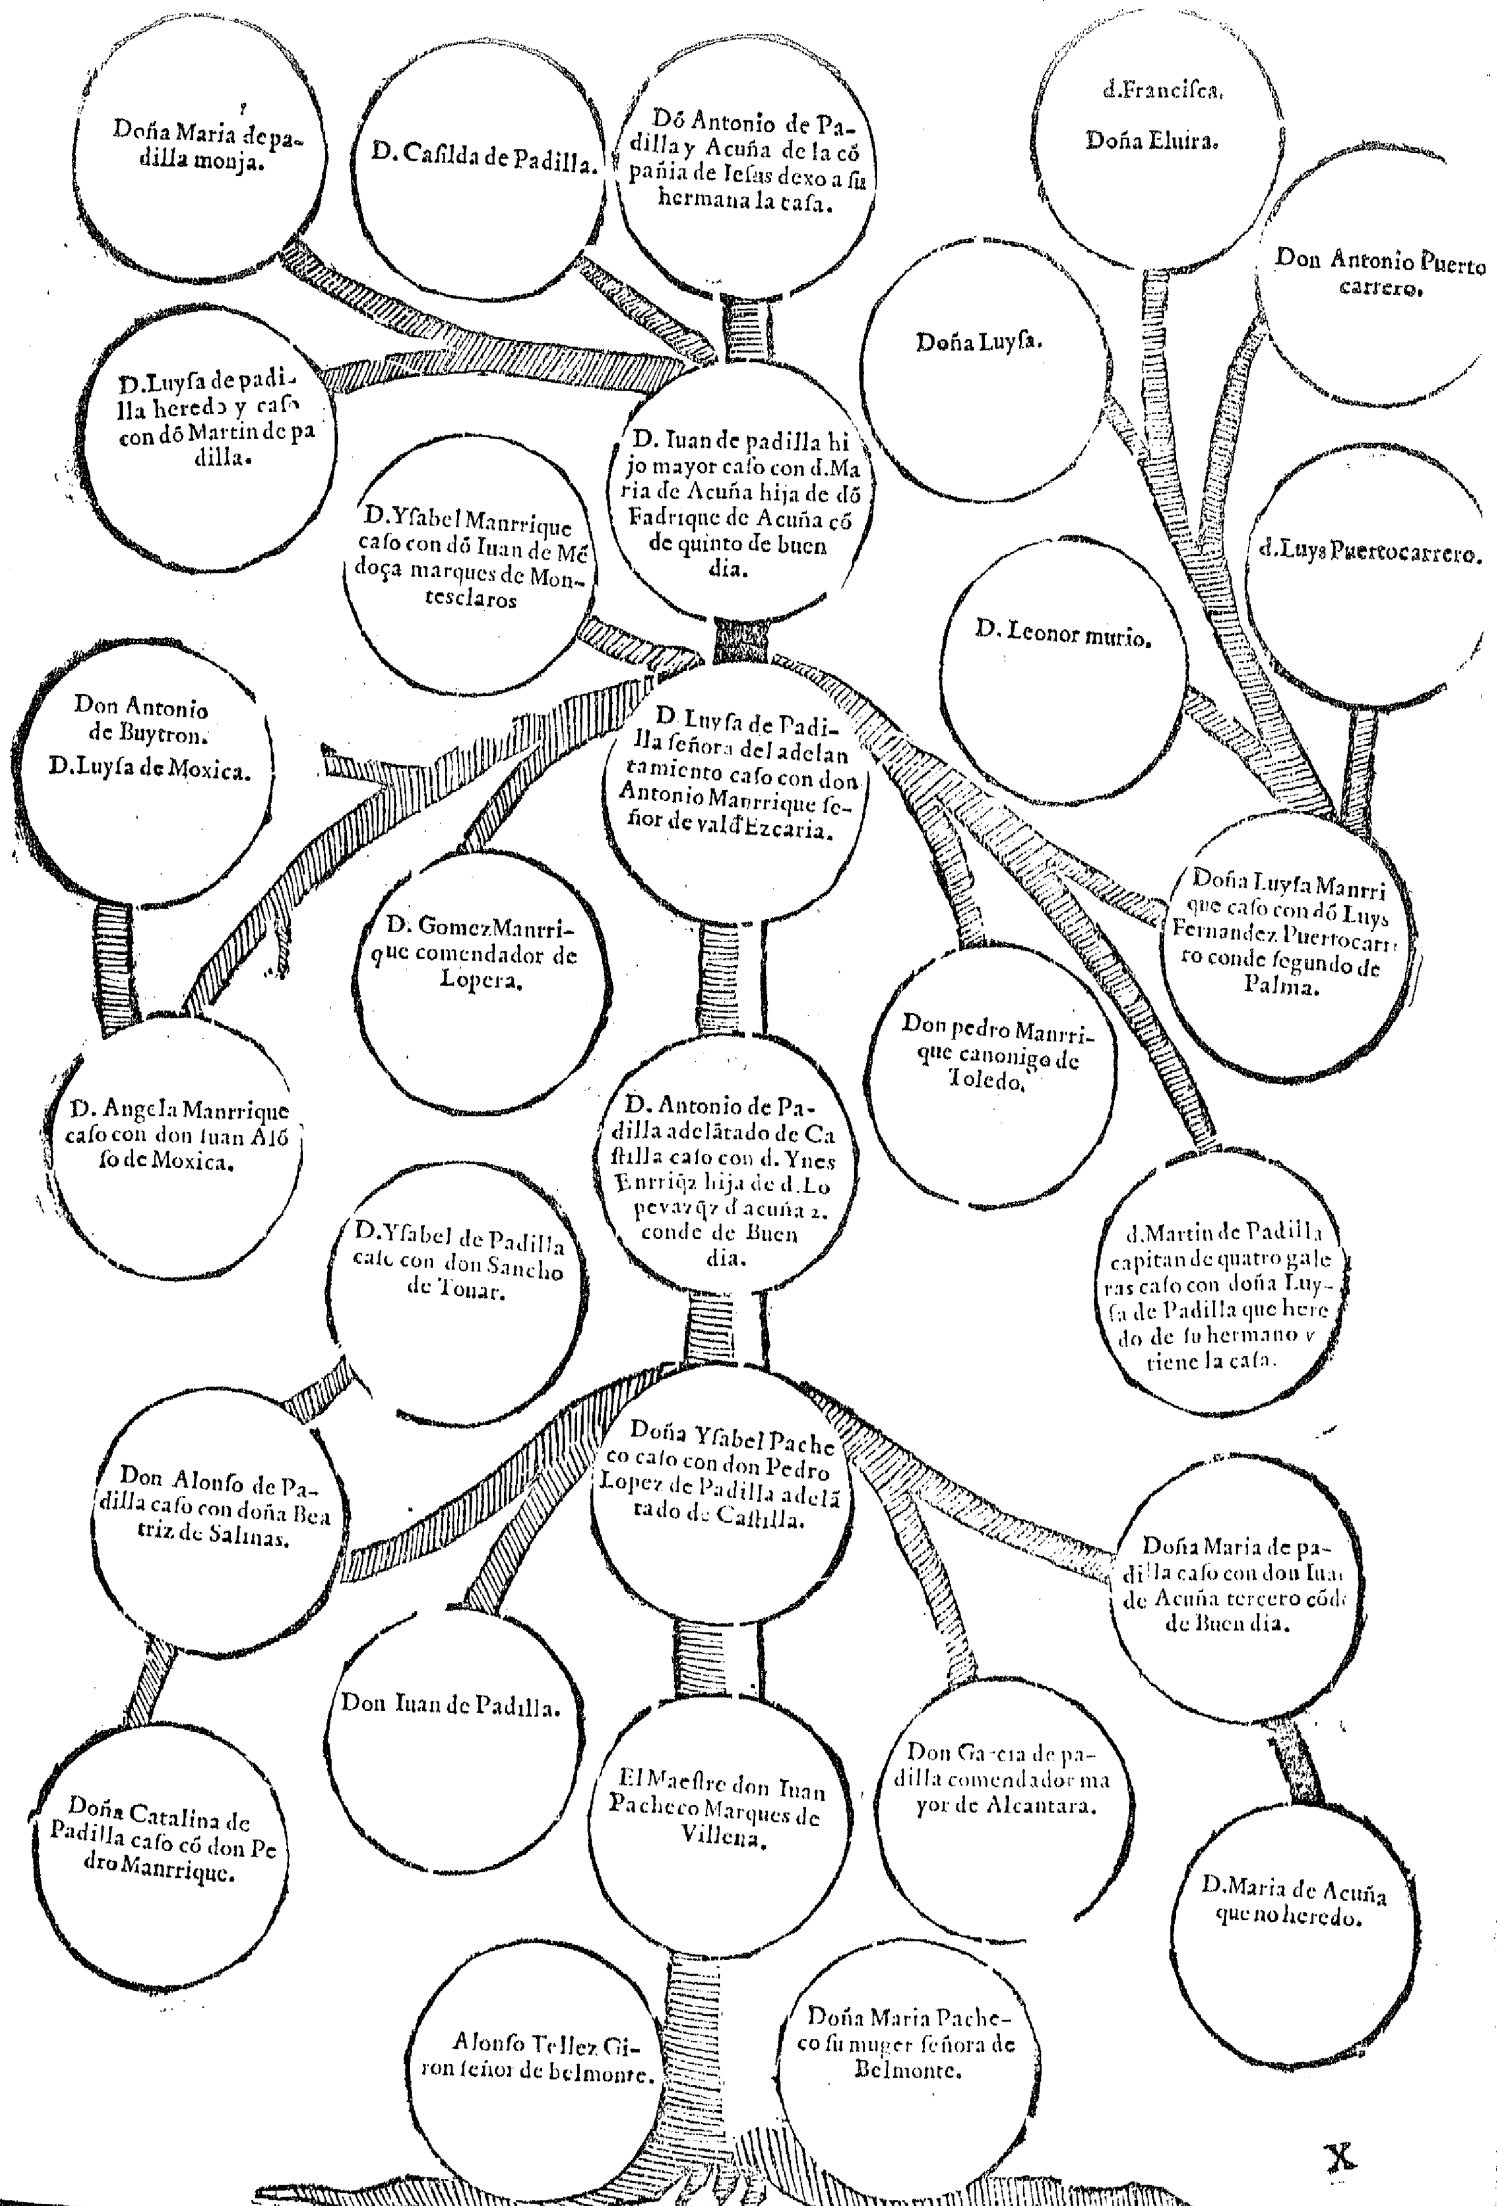 Doña Maria de pa-
dilla monja.
D. Casilda de Padilla.
Dõ Antonio de Pa-
dilla y Acuña de la cõ
pañia de Iesus dexo a su
hermana la casa.
d. Francisca.
Doña Eluira.
Don Antonio Puerto
carrero.
Doña Luysa.
D. Luysa de padi-
lla heredo y caso
con dõ Martin de pa
dilla.
D. Iuan de padilla hi
jo mayor caso con d. Ma
ria de Acuña hija de dõ
Fadrique de Acuña cõ
de quinto de buen
dia.
D. Ysabel Manrrique
caso con dõ Iuan de Mẽ
doça marques de Mon-
tesclaros
d. Luys Puertocarrero.
D. Leonor murio.
Don Antonio
de Buytron.
D. Luysa de Moxica.
D. Luysa de Padi-
lla señora del adelan
tamiento caso con don
Antonio Manrrique se-
ñor de val d Ezcaria.
Doña Luysa Manrri
que caso con dõ Luys
Fernandez Puertocarre
ro conde segundo de
Palma.
D. Gomez Manrri-
que comendador de
Lopera.
Don pedro Manrri-
que canonigo de
Toledo.
D. Angela Manrrique
caso con don Iuan Alõ
so de Moxica.
D. Antonio de Pa-
dilla adelãtado de Ca
stilla caso con d. Ynes
Enrriq̃z hija de d. Lo
pe vazq̃z d acuña 2.
conde de Buen
dia.
D. Ysabel de Padilla
caso con don Sancho
de Touar.
d. Martin de Padilla
capitan de quatro gale
ras caso con doña Luy-
sa de Padilla que here
do de su hermano y
tiene la casa.
Doña Ysabel Pache
co caso con don Pedro
Lopez de Padilla adelã
tado de Castilla.
Don Alonso de Pa-
dilla caso con doña Bea
triz de Salinas.
Doña Maria de pa-
dilla caso con don Iuan
de Acuña tercero cõde
de Buen dia.
Don Iuan de Padilla.
El Maestre don Iuan
Pacheco Marques de
Villena.
Don Garcia de pa-
dilla comendador ma
yor de Alcantara.
Doña Catalina de
Padilla caso cõ don Pe
dro Manrrique.
D. Maria de Acuña
que no heredo.
Alonso Tellez Gi-
ron señor de belmonte.
Doña Maria Pache-
co su muger señora de
Belmonte.
X